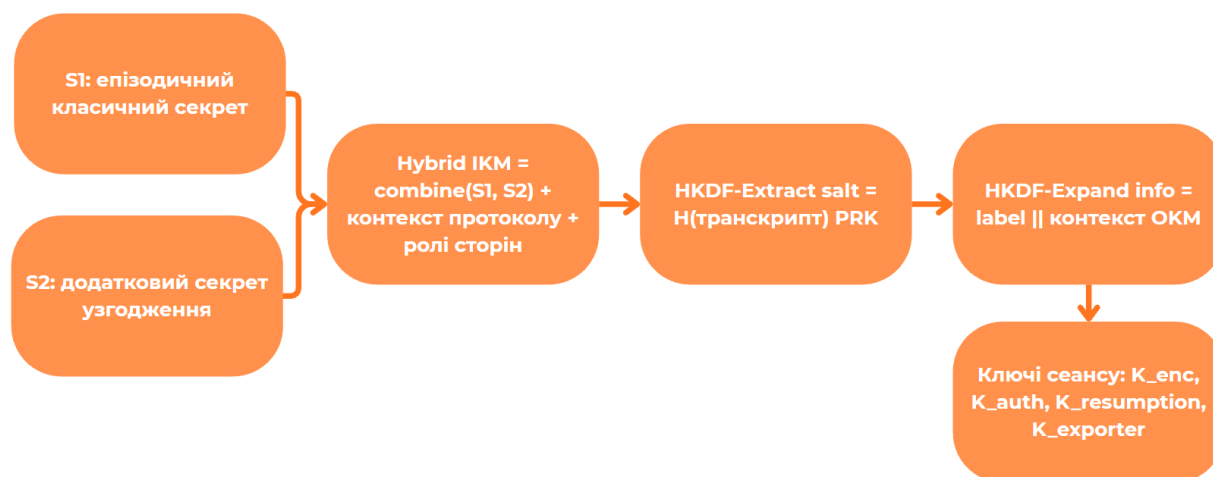 S1: епізодичний
класичний секрет
S2: додатковий секрет
узгодження
Hybrid IKM =
combine(S1, S2) +
контекст протоколу +
ролі сторін
HKDF-Extract salt =
H(транскрипт) PRK
HKDF-Expand info =
label || контекст OKM
Ключі сеансу: K_enc,
K_auth, K_resumption,
K_exporter